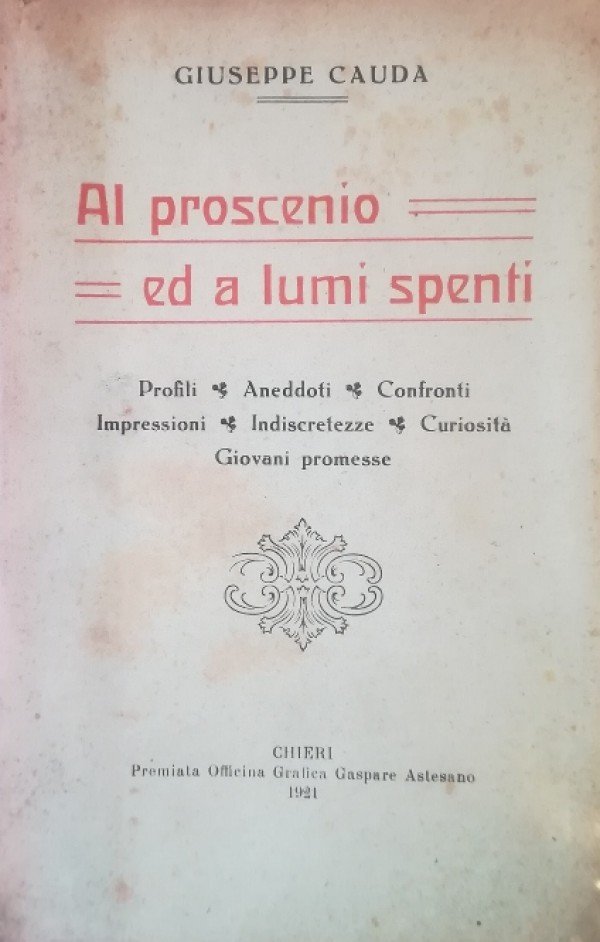 GIUSEPPE CAUDA
Al proscenio
ed a lumi spenti
Profili Aneddoti Confronti
Impressioni Indiscretezze Curiosità
Giovani promesse
CHIERI
Premiata Officina Grafica Gaspare Astesano
1921